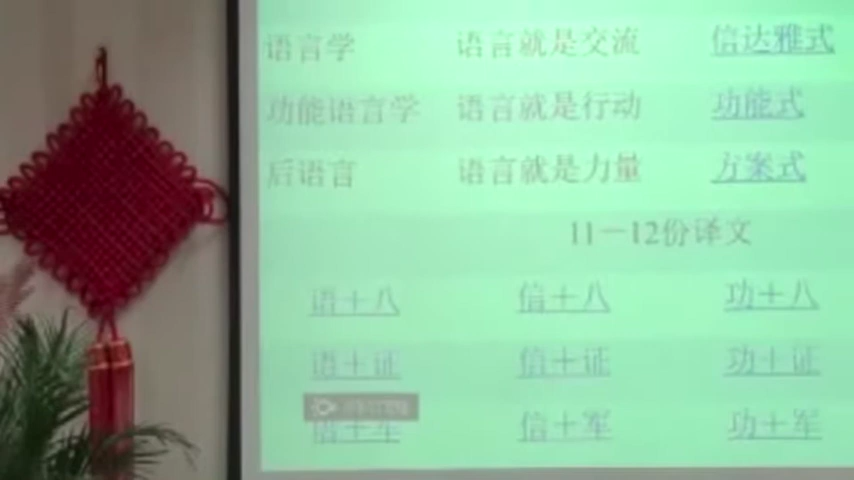 语言学 语言就是交流 信达雅式
功能语言学 语言就是行动 功能式
后语言 语言就是力量 方案式
11－12份译文
语＋八 信＋八 功＋八
语＋证 信＋证 功＋证
语＋军 信＋军 功＋军